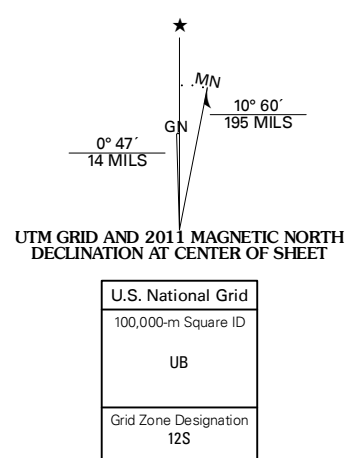 ★
MN
GN
10° 60´
195 MILS
0° 47´
14 MILS
UTM GRID AND 2011 MAGNETIC NORTH
DECLINATION AT CENTER OF SHEET
U.S. National Grid
100,000-m Square ID
UB
Grid Zone Designation
12S